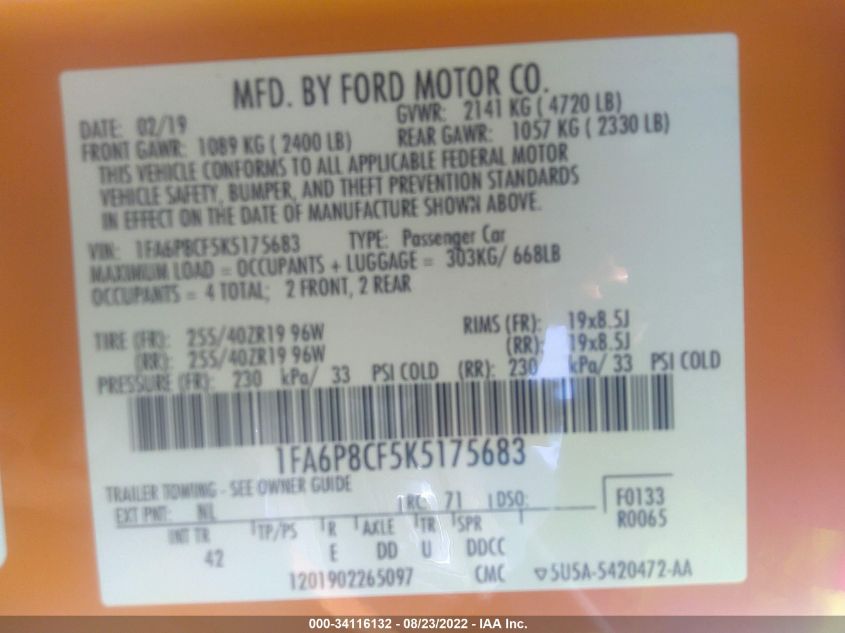 MFD. BY FORD MOTOR CO.
DATE: 02/19 GVWR: 2141 KG ( 4720 LB)
FRONT GAWR: 1089 KG ( 2400 LB) REAR GAWR: 1057 KG ( 2330 LB)
THIS VEHICLE CONFORMS TO ALL APPLICABLE FEDERAL MOTOR
VEHICLE SAFETY, BUMPER, AND THEFT PREVENTION STANDARDS
IN EFFECT ON THE DATE OF MANUFACTURE SHOWN ABOVE.
VIN: 1FA6P8CF5K5175683 TYPE: Passenger Car
MAXIMUM LOAD = OCCUPANTS + LUGGAGE = 303KG/ 668LB
OCCUPANTS = 4 TOTAL; 2 FRONT, 2 REAR
TIRE (FR): 255/40ZR19 96W RIMS (FR): 19x8.5J
(RR): 255/40ZR19 96W (RR): 19x8.5J
PRESSURE (FR): 230 kPa/ 33 PSI COLD (RR): 230 kPa/ 33 PSI COLD
1FA6P8CF5K5175683
TRAILER TOWING - SEE OWNER GUIDE
EXT PNT: NL RC: 71 DSO: F0133
R0065
INT TR TP/PS R AXLE TR SPR
42 E DD U DDCC
1201902265097 CMC ▽5U5A-5420472-AA
000-34116132 - 08/23/2022 - IAA Inc.